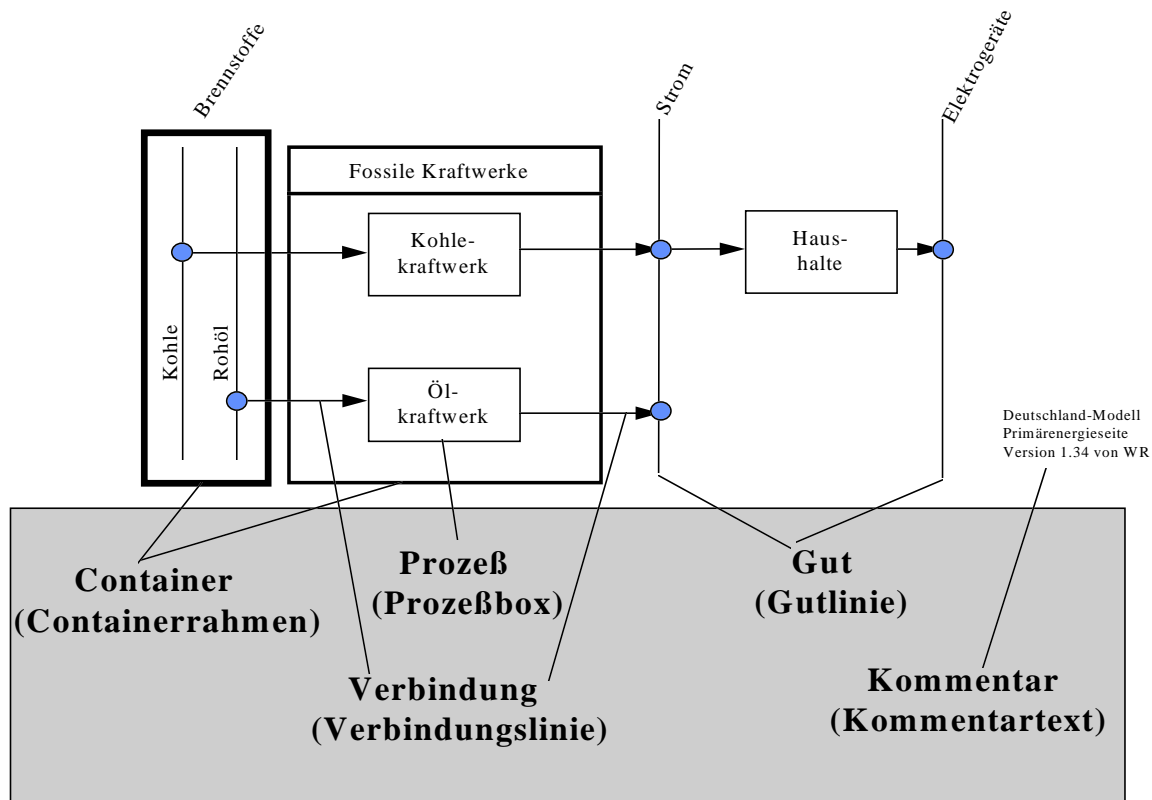 Brennstoffe
Strom
Elektrogeräte
Fossile Kraftwerke
Kohle-
kraftwerk
Haus-
halte
Kohle
Rohöl
Öl-
kraftwerk
Deutschland-Modell
Primärenergieseite
Version 1.34 von WR
Container
(Containerrahmen)
Prozeß
(Prozeßbox)
Gut
(Gutlinie)
Verbindung
(Verbindungslinie)
Kommentar
(Kommentartext)